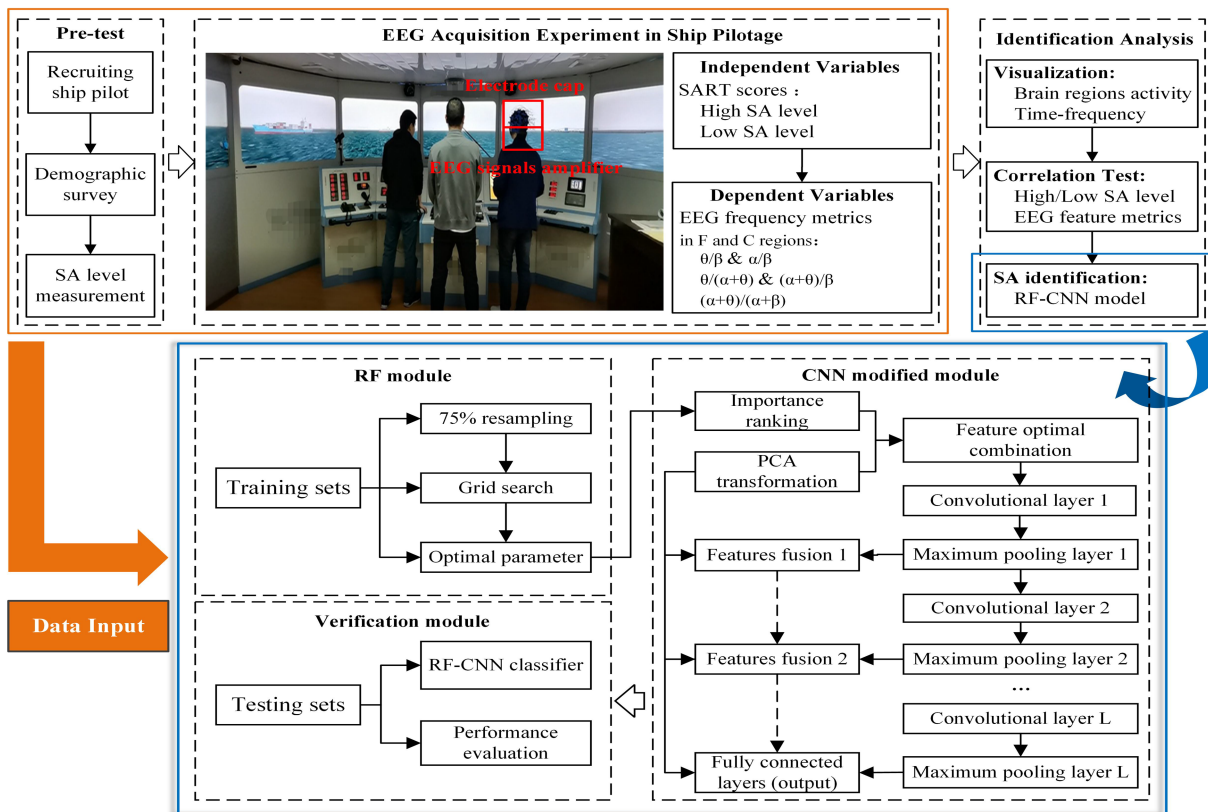 Pre-test
Recruiting
ship pilot
Demographic
survey
SA level
measurement
EEG Acquisition Experiment in Ship Pilotage
Electrode cap
EEG signals amplifier
Independent Variables
SART scores：
High SA level
Low SA level
Dependent Variables
EEG frequency metrics
in F and C regions：
θ/β & α/β
θ/(α+θ) & (α+θ)/β
(α+θ)/(α+β)
Identification Analysis
Visualization:
Brain regions activity
Time-frequency
Correlation Test:
High/Low SA level
EEG feature metrics
SA identification:
RF-CNN model
Data Input
RF module
Training sets
75% resampling
Grid search
Optimal parameter
Verification module
Testing sets
RF-CNN classifier
Performance
evaluation
CNN modified module
Importance
ranking
PCA
transformation
Feature optimal
combination
Convolutional layer 1
Features fusion 1
Maximum pooling layer 1
Convolutional layer 2
Features fusion 2
Maximum pooling layer 2
...
Convolutional layer L
Fully connected
layers (output)
Maximum pooling layer L